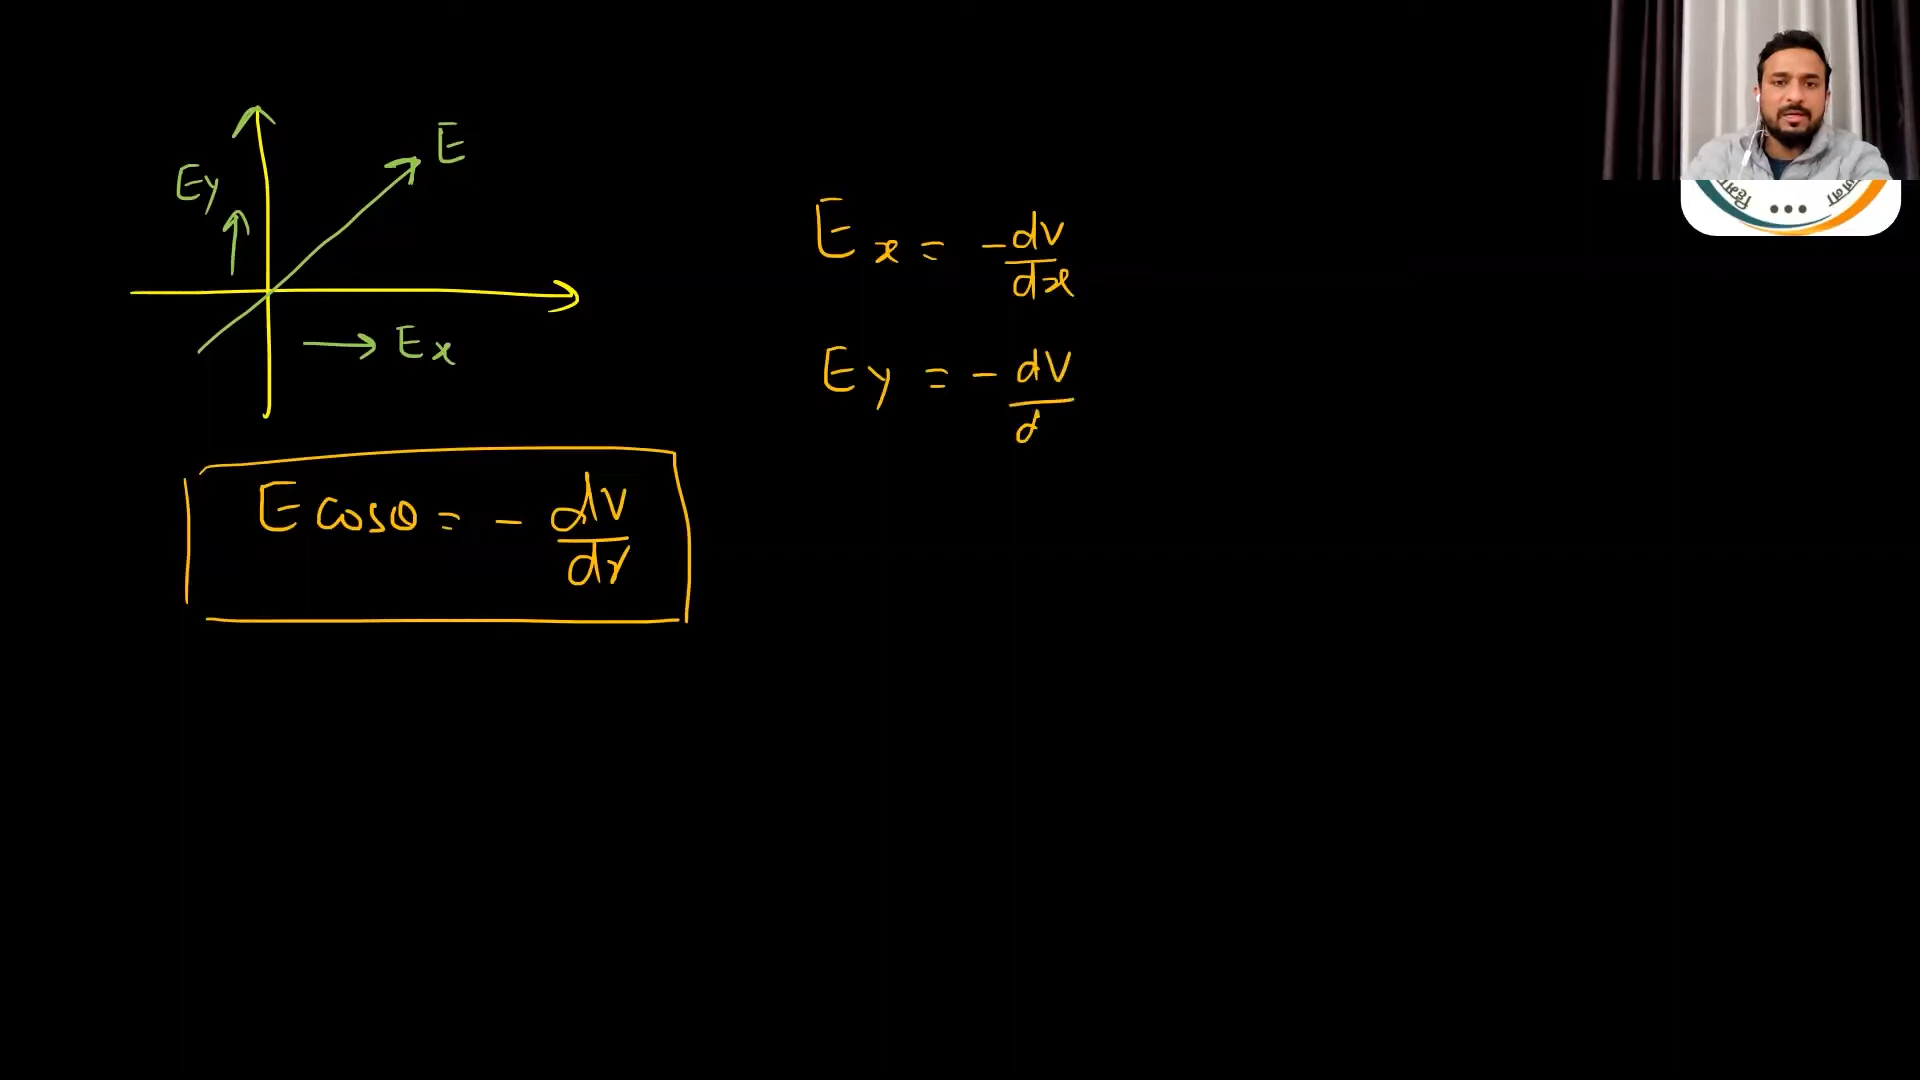 E
Ey
Ex
E cosθ = - dV/dr
Ex = - dV/dx
Ey = - dV/d